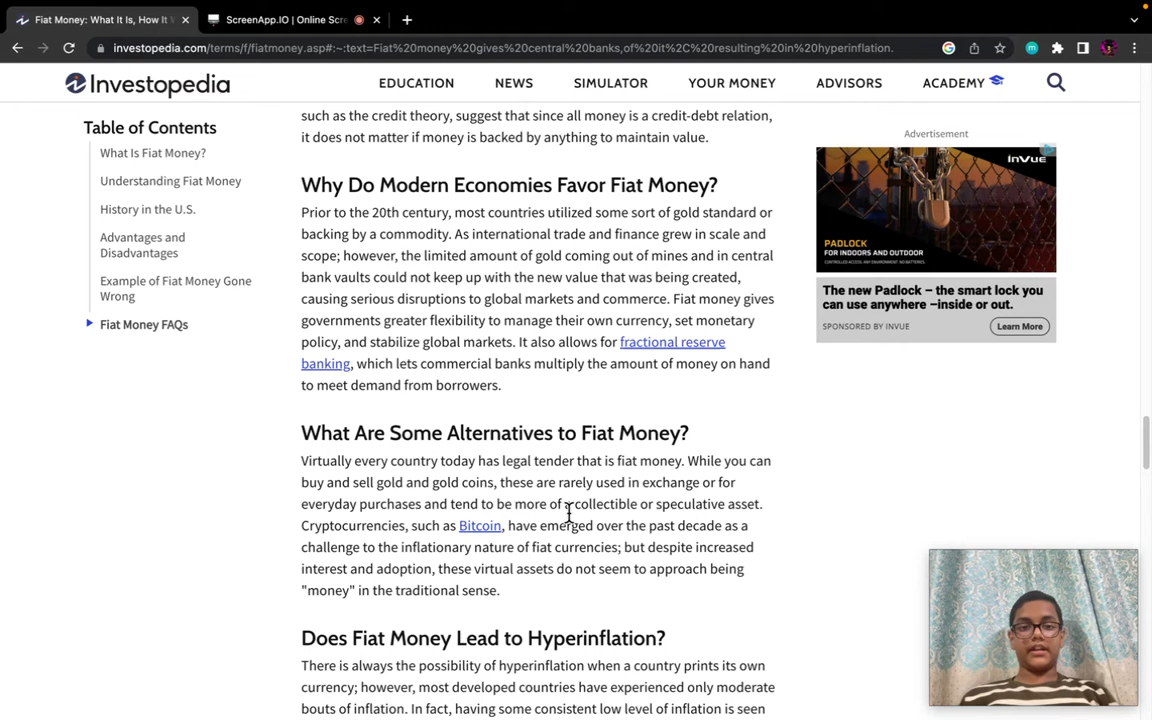 Fiat Money: What It Is, How It W
ScreenApp.IO | Online Scre
investopedia.com/terms/f/fiatmoney.asp#:~:text=Fiat%20money%20gives%20central%20banks,of%20it%2C%20resulting%20in%20hyperinflation.
Investopedia
EDUCATION
NEWS
SIMULATOR
YOUR MONEY
ADVISORS
ACADEMY
Table of Contents
What Is Fiat Money?
Understanding Fiat Money
History in the U.S.
Advantages and
Disadvantages
Example of Fiat Money Gone
Wrong
Fiat Money FAQs
such as the credit theory, suggest that since all money is a credit-debt relation,
it does not matter if money is backed by anything to maintain value.
Why Do Modern Economies Favor Fiat Money?
Prior to the 20th century, most countries utilized some sort of gold standard or
backing by a commodity. As international trade and finance grew in scale and
scope; however, the limited amount of gold coming out of mines and in central
bank vaults could not keep up with the new value that was being created,
causing serious disruptions to global markets and commerce. Fiat money gives
governments greater flexibility to manage their own currency, set monetary
policy, and stabilize global markets. It also allows for fractional reserve
banking, which lets commercial banks multiply the amount of money on hand
to meet demand from borrowers.
What Are Some Alternatives to Fiat Money?
Virtually every country today has legal tender that is fiat money. While you can
buy and sell gold and gold coins, these are rarely used in exchange or for
everyday purchases and tend to be more of a collectible or speculative asset.
Cryptocurrencies, such as Bitcoin, have emerged over the past decade as a
challenge to the inflationary nature of fiat currencies; but despite increased
interest and adoption, these virtual assets do not seem to approach being
"money" in the traditional sense.
Does Fiat Money Lead to Hyperinflation?
There is always the possibility of hyperinflation when a country prints its own
currency; however, most developed countries have experienced only moderate
bouts of inflation. In fact, having some consistent low level of inflation is seen
Advertisement
inVue
PADLOCK
FOR INDOORS AND OUTDOOR
The new Padlock – the smart lock you
can use anywhere –inside or out.
SPONSORED BY INVUE
Learn More